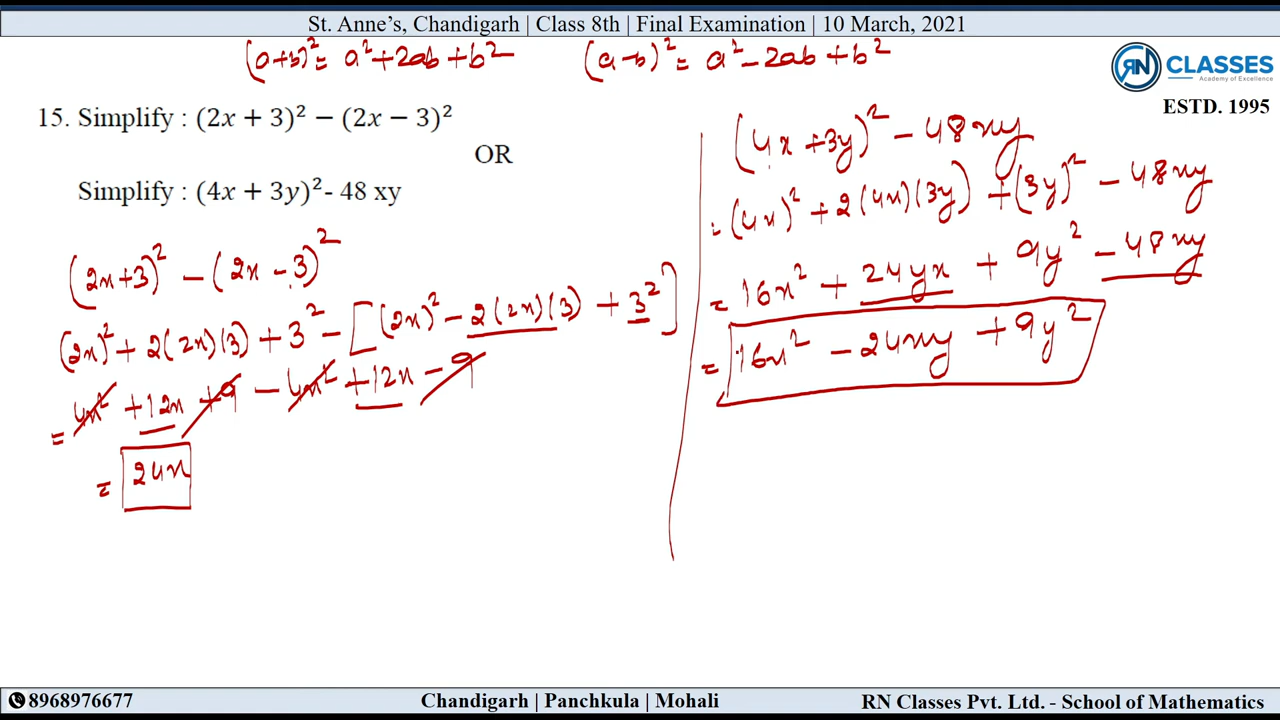 St. Anne's, Chandigarh | Class 8th | Final Examination | 10 March, 2021
(a+b)² = a² + 2ab + b²
(a-b)² = a² - 2ab + b²
RN CLASSES
Academy of Excellence
ESTD. 1995
15. Simplify : (2x + 3)² − (2x − 3)²
OR
Simplify : (4x + 3y)² - 48 xy
(2x+3)² - (2x - 3)²
(2x)² + 2(2x)(3) + 3² - [(2x)² - 2(2x)(3) + 3²]
= 4x² + 12x + 9 - 4x² + 12x - 9
= 24x
(4x + 3y)² - 48xy
= (4x)² + 2(4x)(3y) + (3y)² - 48xy
= 16x² + 24yx + 9y² - 48xy
= 16x² - 24xy + 9y²
8968976677
Chandigarh | Panchkula | Mohali
RN Classes Pvt. Ltd. - School of Mathematics